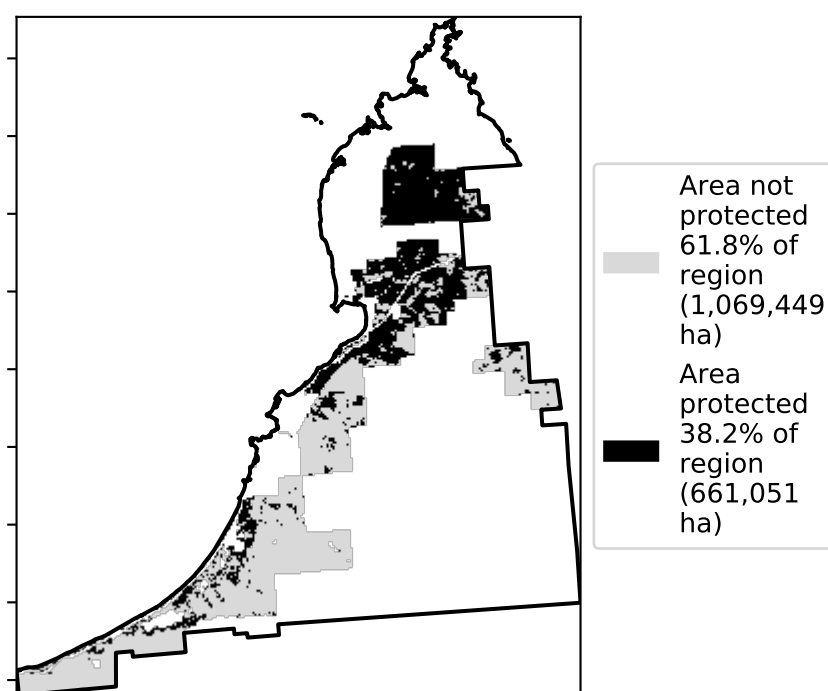 Area not
protected
61.8% of
region
(1,069,449
ha)
Area
protected
38.2% of
region
(661,051
ha)